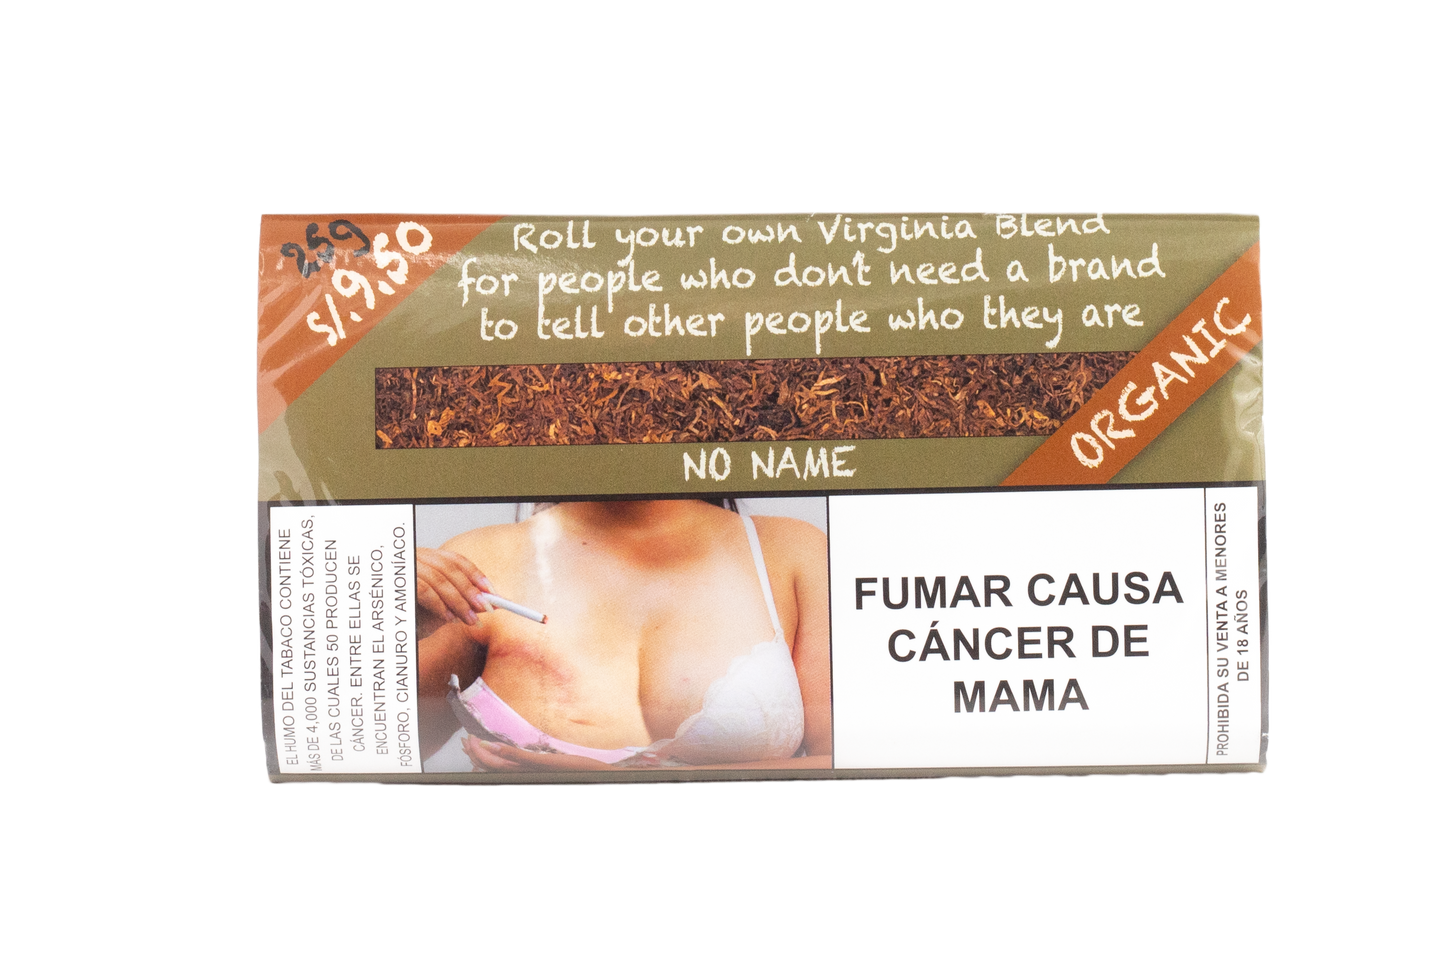 25g
S/.9.50
Roll your own Virginia Blend
for people who don't need a brand
to tell other people who they are
ORGANIC
NO NAME
EL HUMO DEL TABACO CONTIENE
MÁS DE 4,000 SUSTANCIAS TÓXICAS,
DE LAS CUALES 50 PRODUCEN
CÁNCER. ENTRE ELLAS SE
ENCUENTRAN EL ARSÉNICO,
FÓSFORO, CIANURO Y AMONÍACO.
FUMAR CAUSA
CÁNCER DE
MAMA
PROHIBIDA SU VENTA A MENORES
DE 18 AÑOS